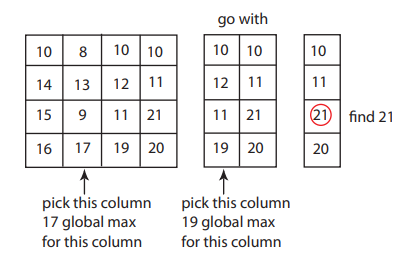 go with
10 8 10 10 10 10 10
14 13 12 11 12 11 11
15 9 11 21 11 21 21 find 21
16 17 19 20 19 20 20
pick this column pick this column
17 global max 19 global max
for this column for this column